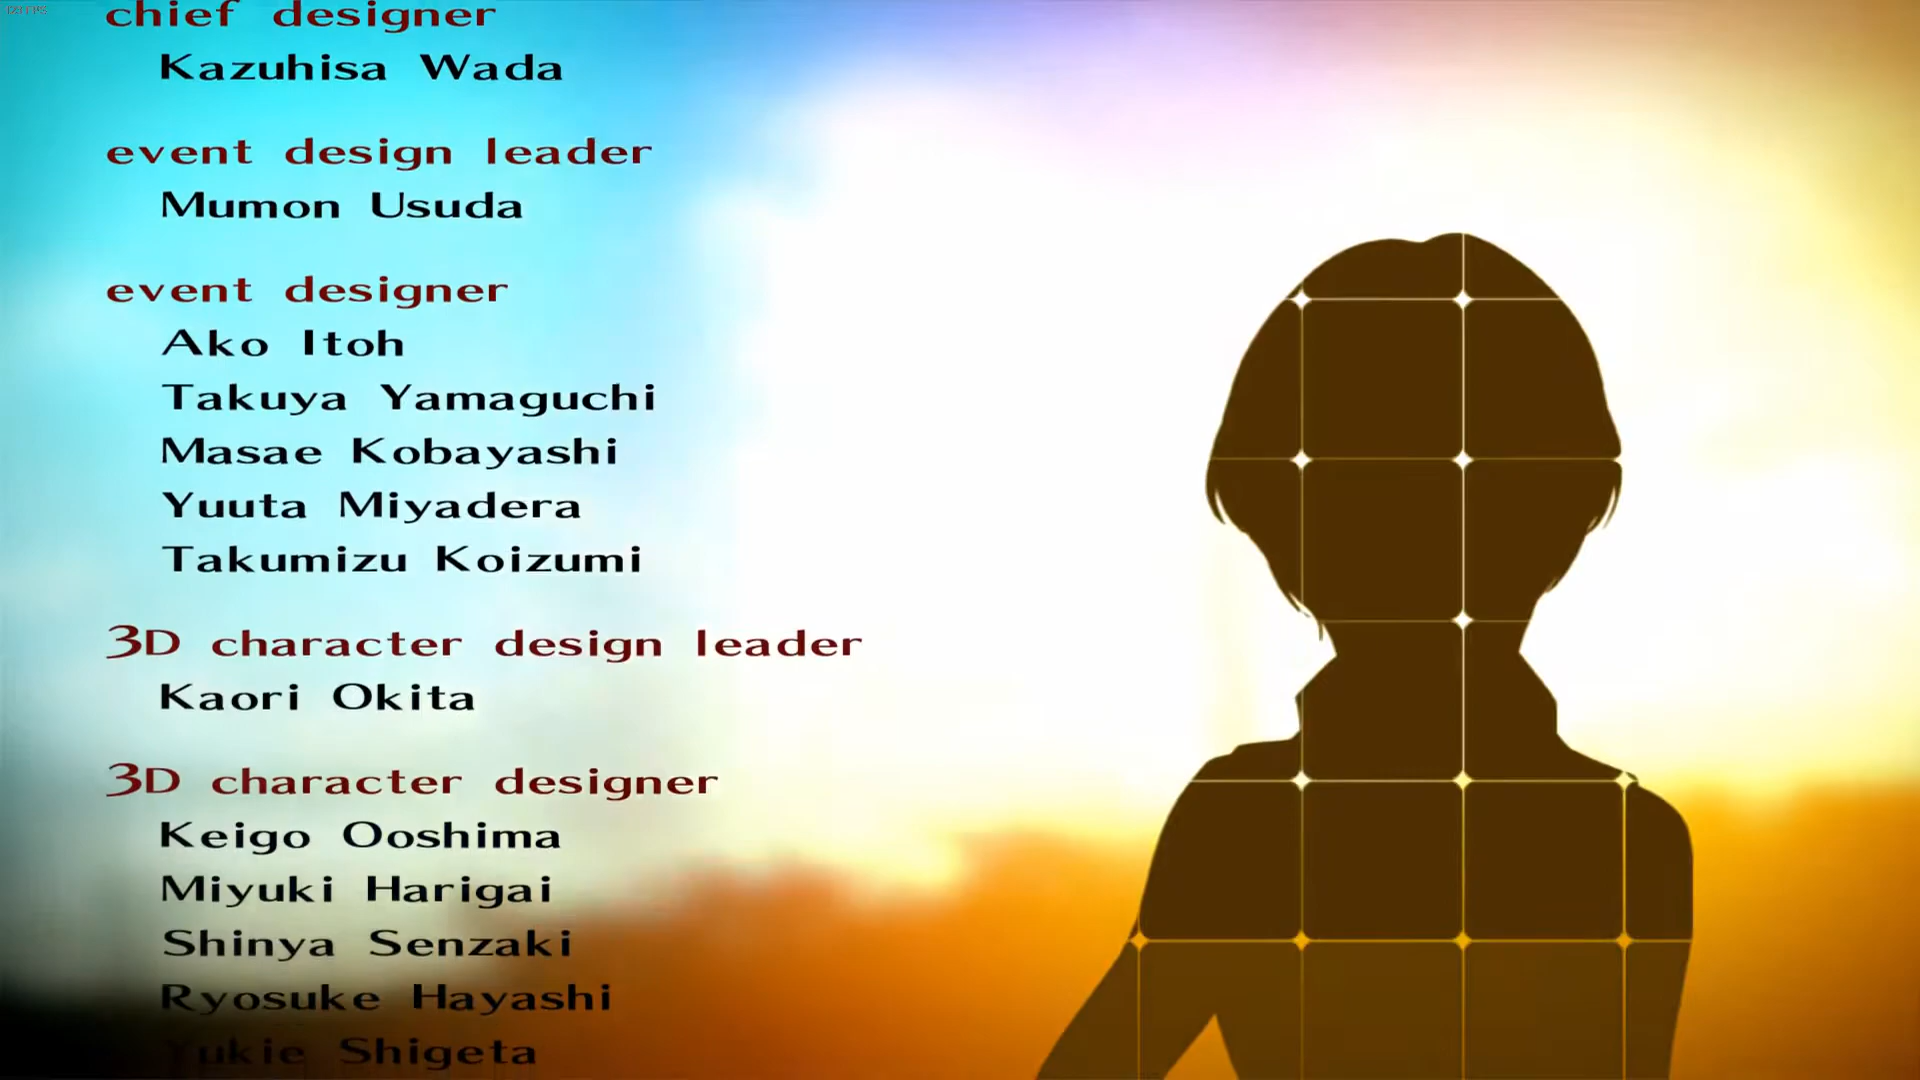 chief designer
Kazuhisa Wada
event design leader
Mumon Usuda
event designer
Ako Itoh
Takuya Yamaguchi
Masae Kobayashi
Yuuta Miyadera
Takumizu Koizumi
3D character design leader
Kaori Okita
3D character designer
Keigo Ooshima
Miyuki Harigai
Shinya Senzaki
Ryosuke Hayashi
Yukie Shigeta